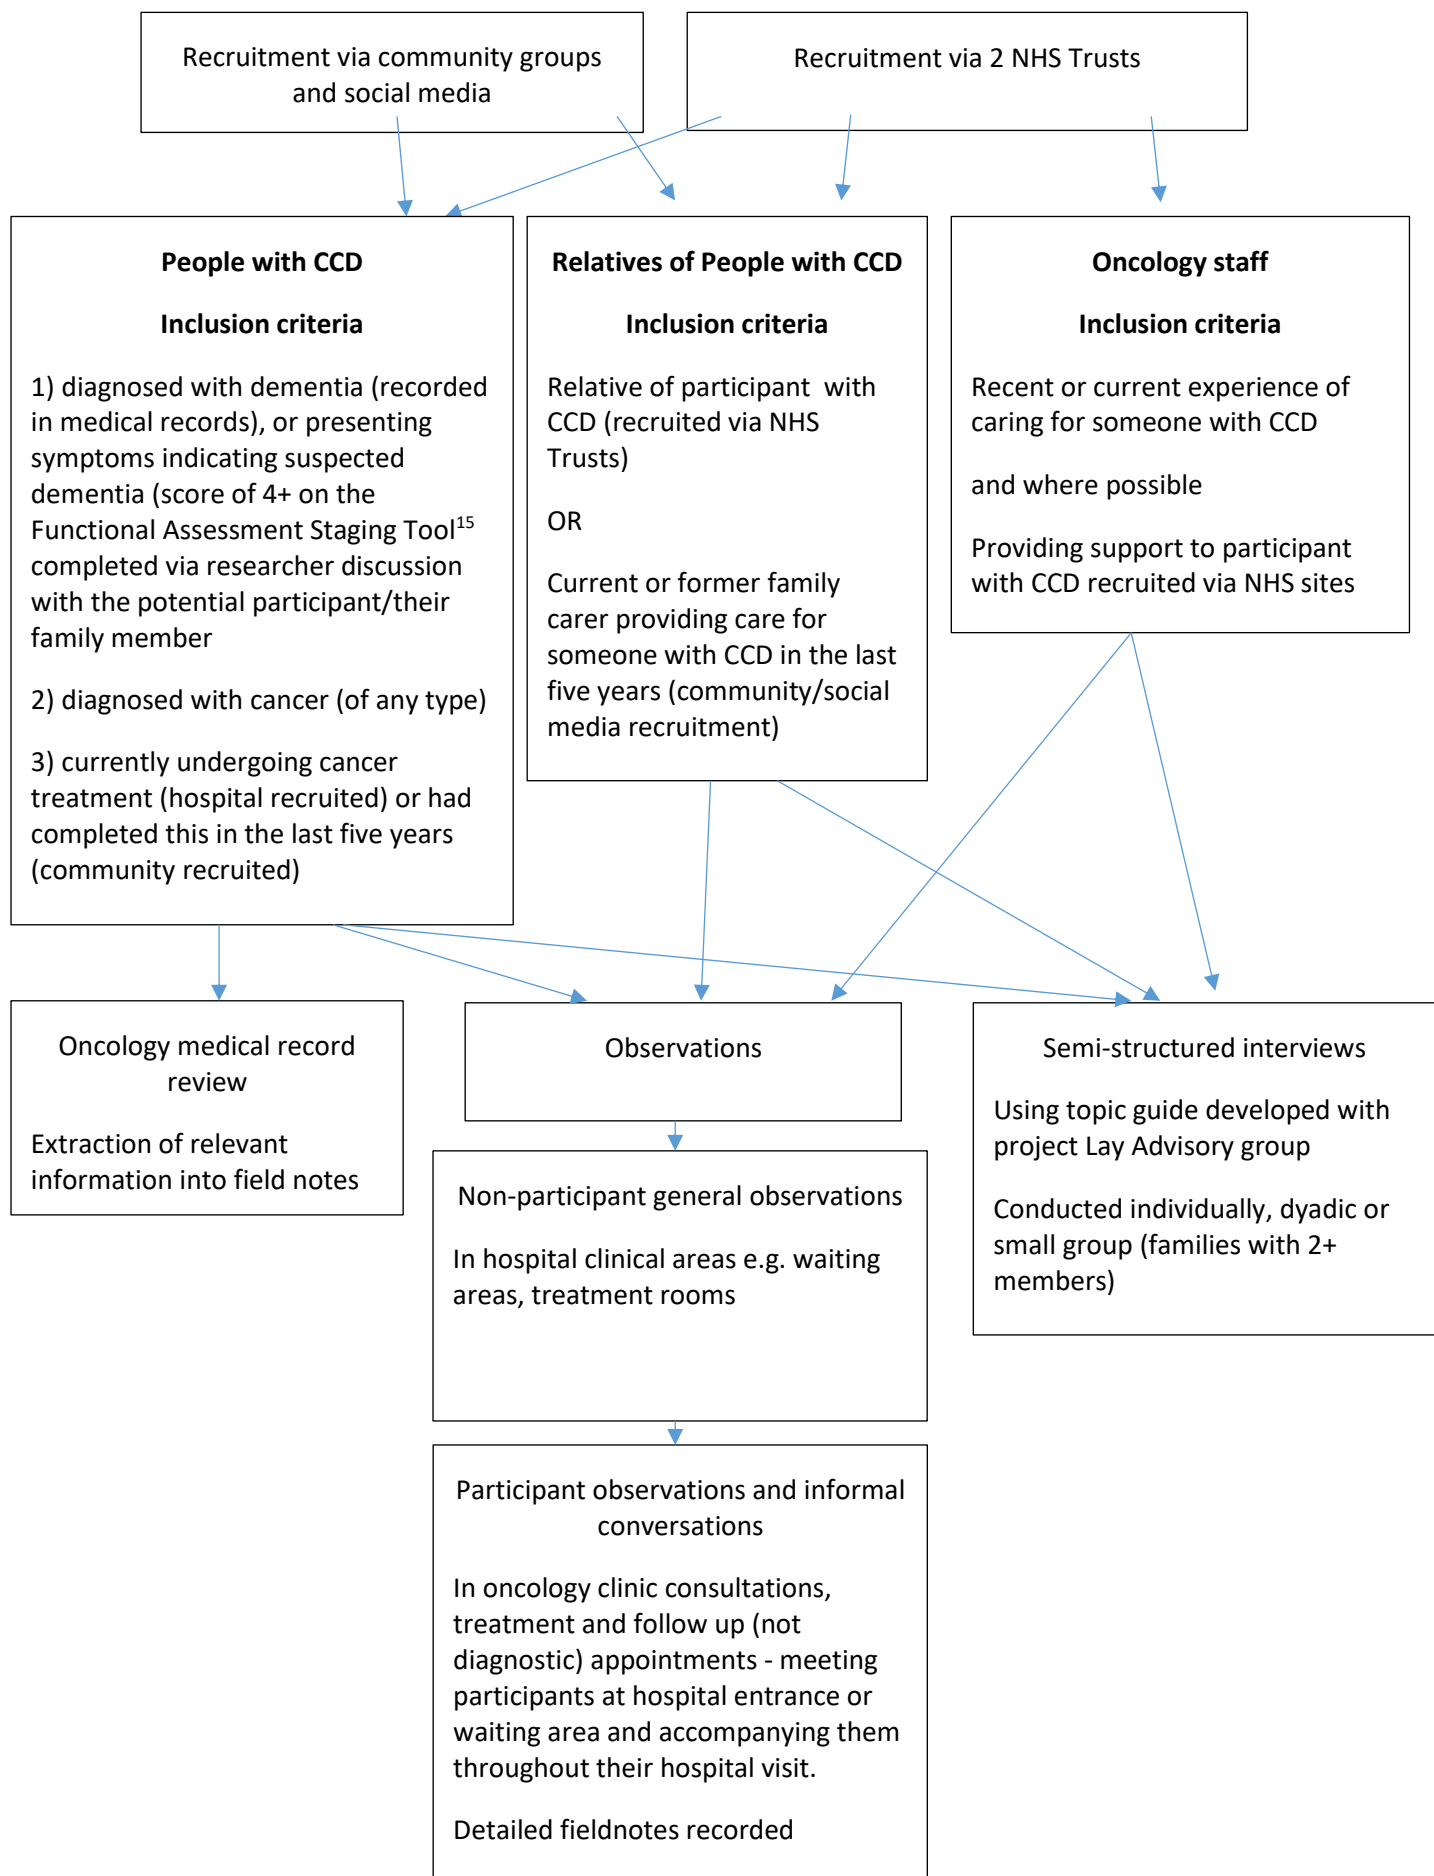 Recruitment via community groups
and social media
Recruitment via 2 NHS Trusts
People with CCD
Inclusion criteria
1) diagnosed with dementia (recorded
in medical records), or presenting
symptoms indicating suspected
dementia (score of 4+ on the
Functional Assessment Staging Tool15
completed via researcher discussion
with the potential participant/their
family member
2) diagnosed with cancer (of any type)
3) currently undergoing cancer
treatment (hospital recruited) or had
completed this in the last five years
(community recruited)
Relatives of People with CCD
Inclusion criteria
Relative of participant with
CCD (recruited via NHS
Trusts)
OR
Current or former family
carer providing care for
someone with CCD in the last
five years (community/social
media recruitment)
Oncology staff
Inclusion criteria
Recent or current experience of
caring for someone with CCD
and where possible
Providing support to participant
with CCD recruited via NHS sites
Oncology medical record
review
Extraction of relevant
information into field notes
Observations
Semi-structured interviews
Using topic guide developed with
project Lay Advisory group
Conducted individually, dyadic or
small group (families with 2+
members)
Non-participant general observations
In hospital clinical areas e.g. waiting
areas, treatment rooms
Participant observations and informal
conversations
In oncology clinic consultations,
treatment and follow up (not
diagnostic) appointments - meeting
participants at hospital entrance or
waiting area and accompanying them
throughout their hospital visit.
Detailed fieldnotes recorded